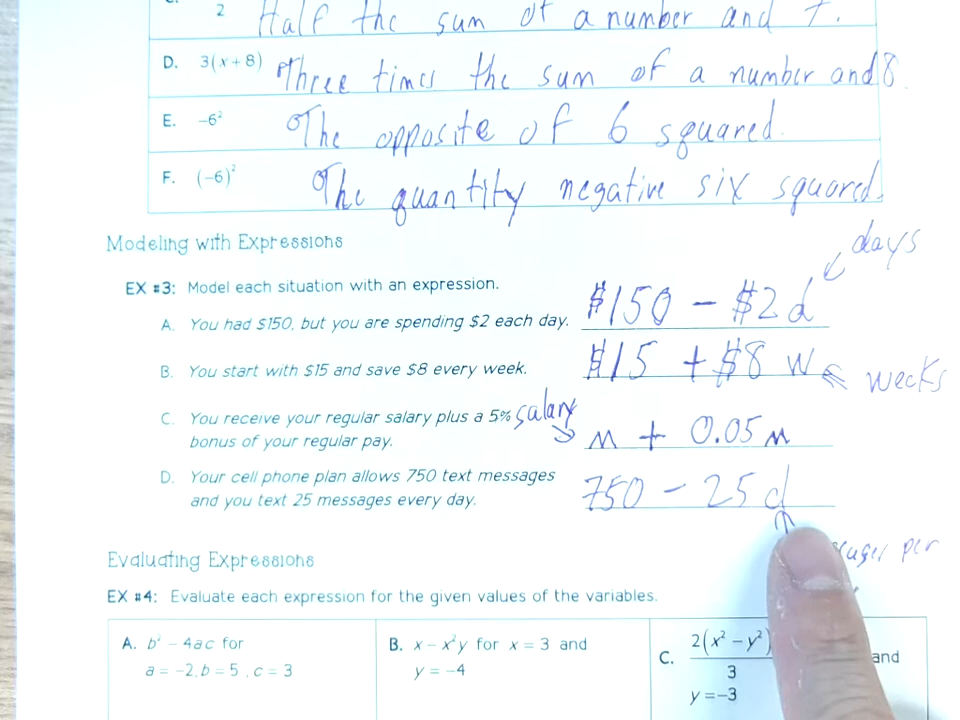 2 Half the sum of a number and 7.
D. 3(x + 8) Three times the sum of a number and 8.
E. -6² The opposite of 6 squared.
F. (-6)² The quantity negative six squared.
Modeling with Expressions
days
EX #3: Model each situation with an expression.
A. You had $150, but you are spending $2 each day. $150 - $2d
B. You start with $15 and save $8 every week. $15 + $8 w weeks
C. You receive your regular salary plus a 5% salary
bonus of your regular pay. m + 0.05 m
D. Your cell phone plan allows 750 text messages
and you text 25 messages every day. 750 - 25 d
per
Evaluating Expressions
EX #4: Evaluate each expression for the given values of the variables.
A. b² - 4ac for
a = -2, b = 5, c = 3
B. x - x²y for x = 3 and
y = -4
C. 2(x² - y²)
3
and
y = -3